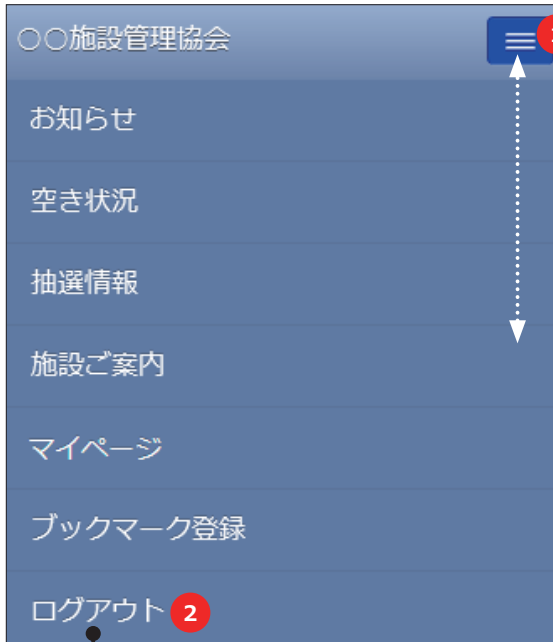 〇〇施設管理協会
お知らせ
空き状況
抽選情報
施設ご案内
マイページ
ブックマーク登録
ログアウト 2